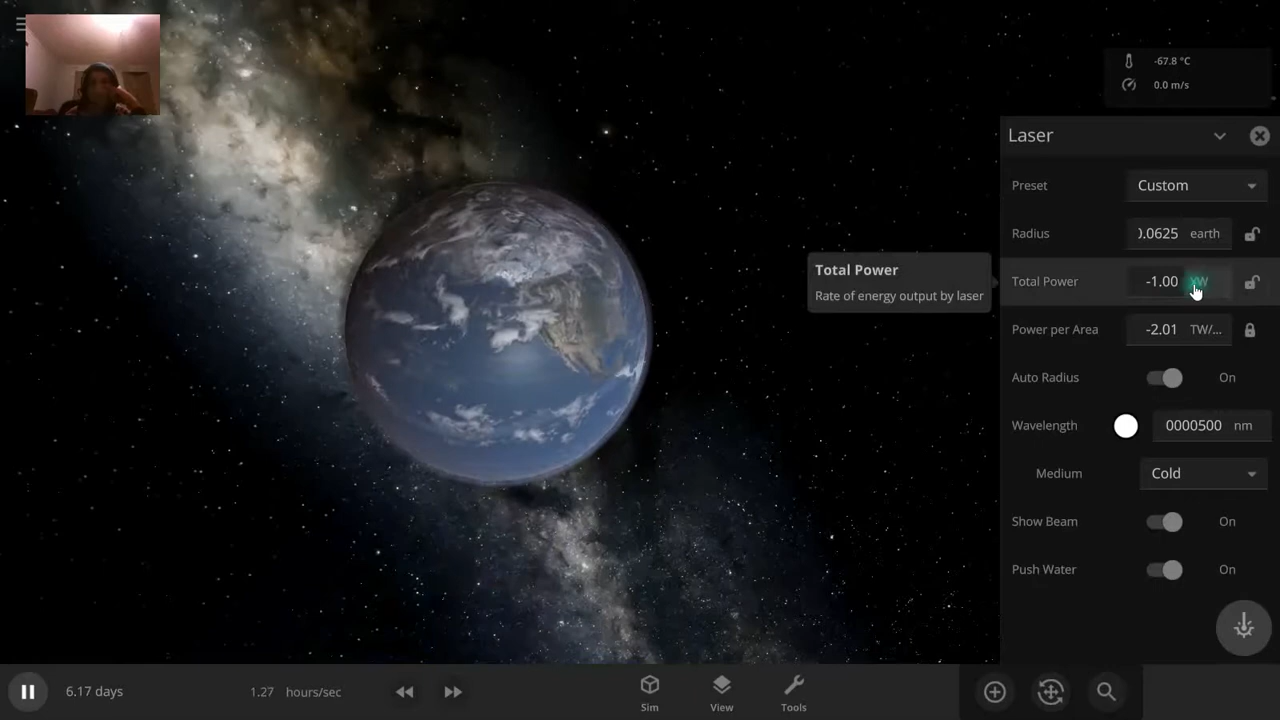 -67.8 °C
0.0 m/s
Laser
Preset Custom
Radius 0.0625 earth
Total Power
Rate of energy output by laser
Total Power -1.00
Power per Area -2.01 TW/...
Auto Radius On
Wavelength 0000500 nm
Medium Cold
Show Beam On
Push Water On
6.17 days
1.27 hours/sec
Sim
View
Tools